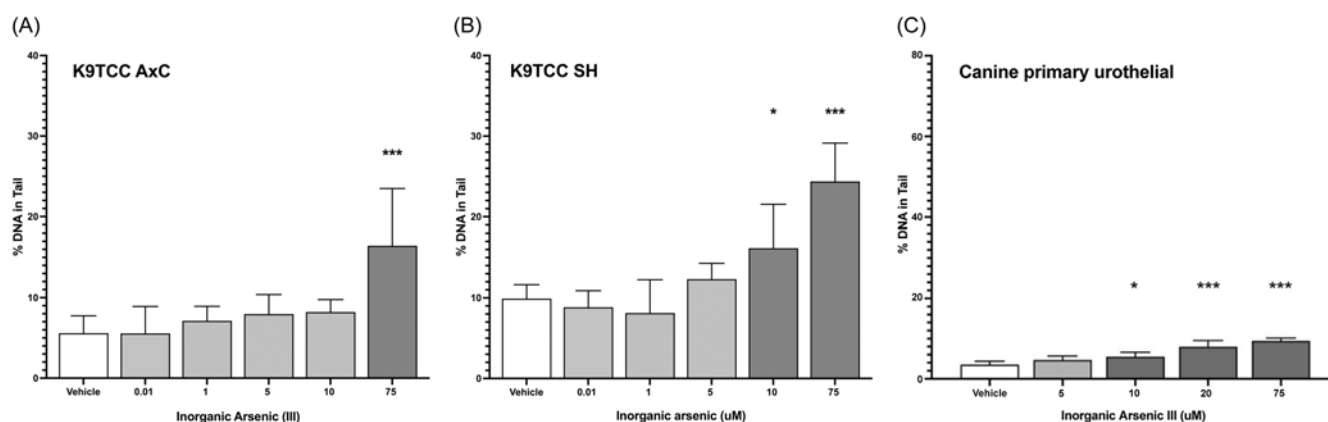 (A)
K9TCC AxC
***
% DNA in Tail
40
30
20
10
0
Vehicle 0.01 1 5 10 75
Inorganic Arsenic (III)
(B)
K9TCC SH
* ***
% DNA in Tail
40
30
20
10
0
Vehicle 0.01 1 5 10 75
Inorganic arsenic (uM)
(C)
Canine primary urothelial
* *** ***
% DNA in Tail
80
60
40
20
0
Vehicle 5 10 20 75
Inorganic Arsenic III (uM)